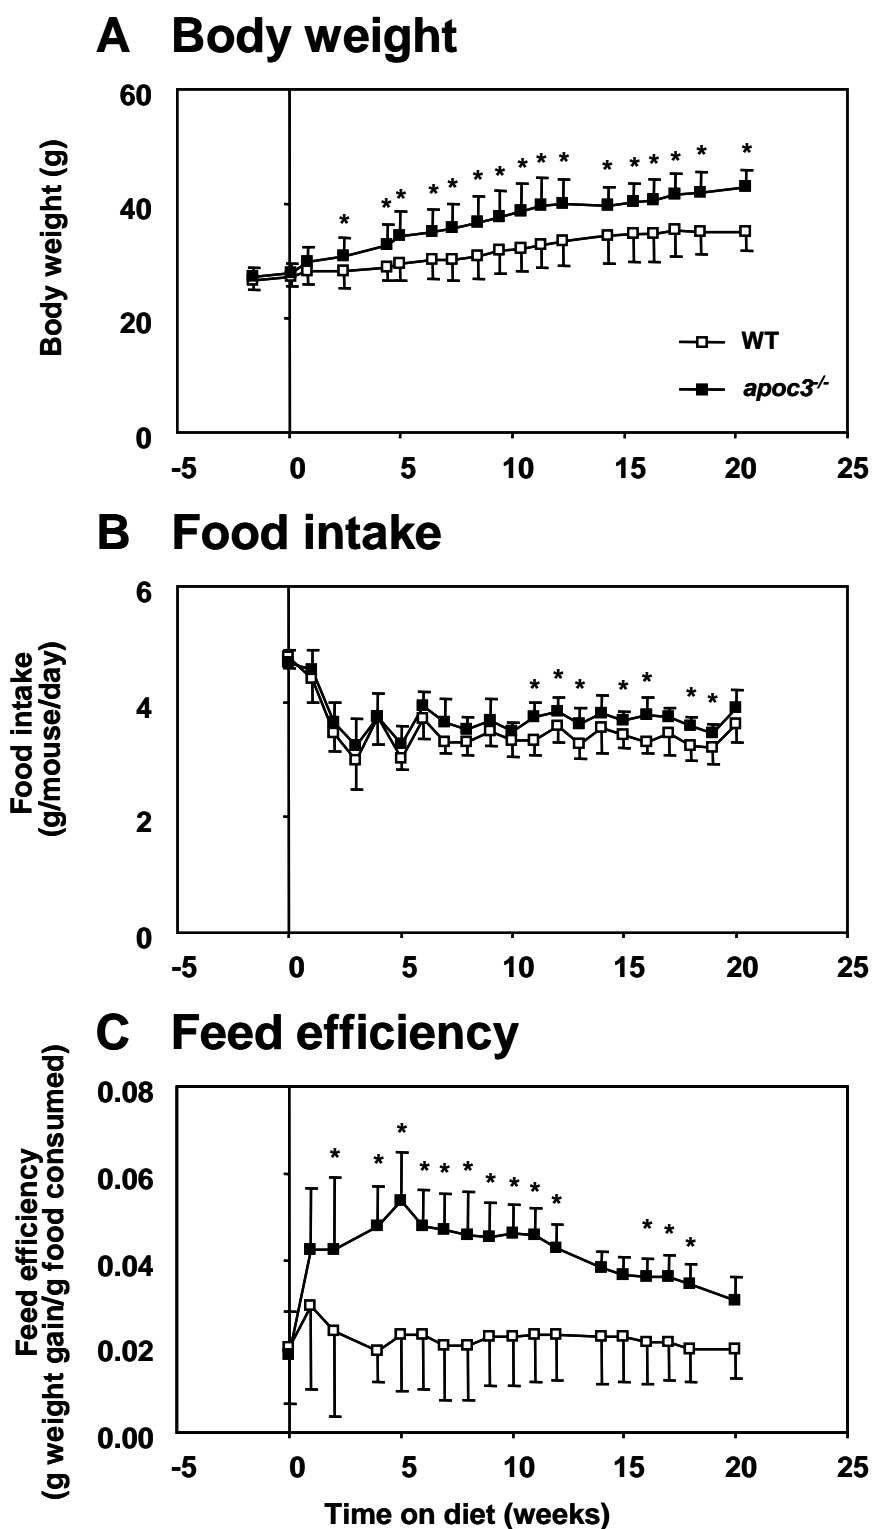 A Body weight
60
40
20
0
Body weight (g)
* * * * * * * * * * * * * * * * *
WT
apoc3-/-
-5 0 5 10 15 20 25
B Food intake
6
4
2
0
Food intake
(g/mouse/day)
* * * * * * *
-5 0 5 10 15 20 25
C Feed efficiency
0.08
0.06
0.04
0.02
0.00
Feed efficiency
(g weight gain/g food consumed)
* * * * * * * * * * * * *
-5 0 5 10 15 20 25
Time on diet (weeks)